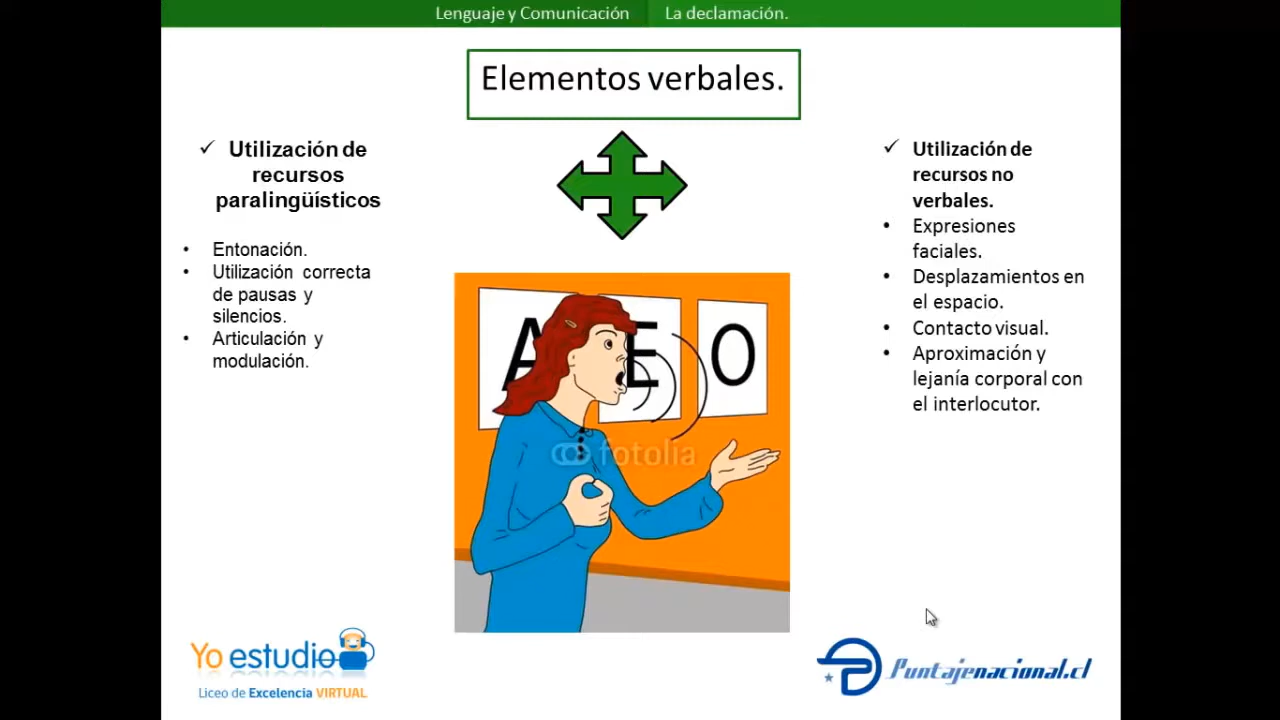 Lenguaje y Comunicación La declamación.
Elementos verbales.
✓ Utilización de
recursos
paralingüísticos
• Entonación.
• Utilización correcta
de pausas y
silencios.
• Articulación y
modulación.
✓ Utilización de
recursos no
verbales.
• Expresiones
faciales.
• Desplazamientos en
el espacio.
• Contacto visual.
• Aproximación y
lejanía corporal con
el interlocutor.
A E O
fotolia
Yo estudio
Liceo de Excelencia VIRTUAL
Puntajenacional.cl